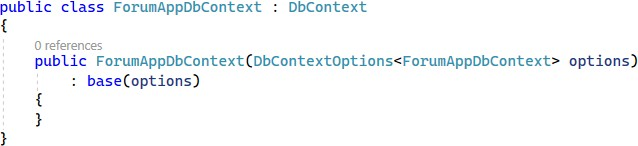 public class ForumAppDbContext : DbContext
{
0 references
public ForumAppDbContext(DbContextOptions<ForumAppDbContext> options)
: base(options)
{
}
}